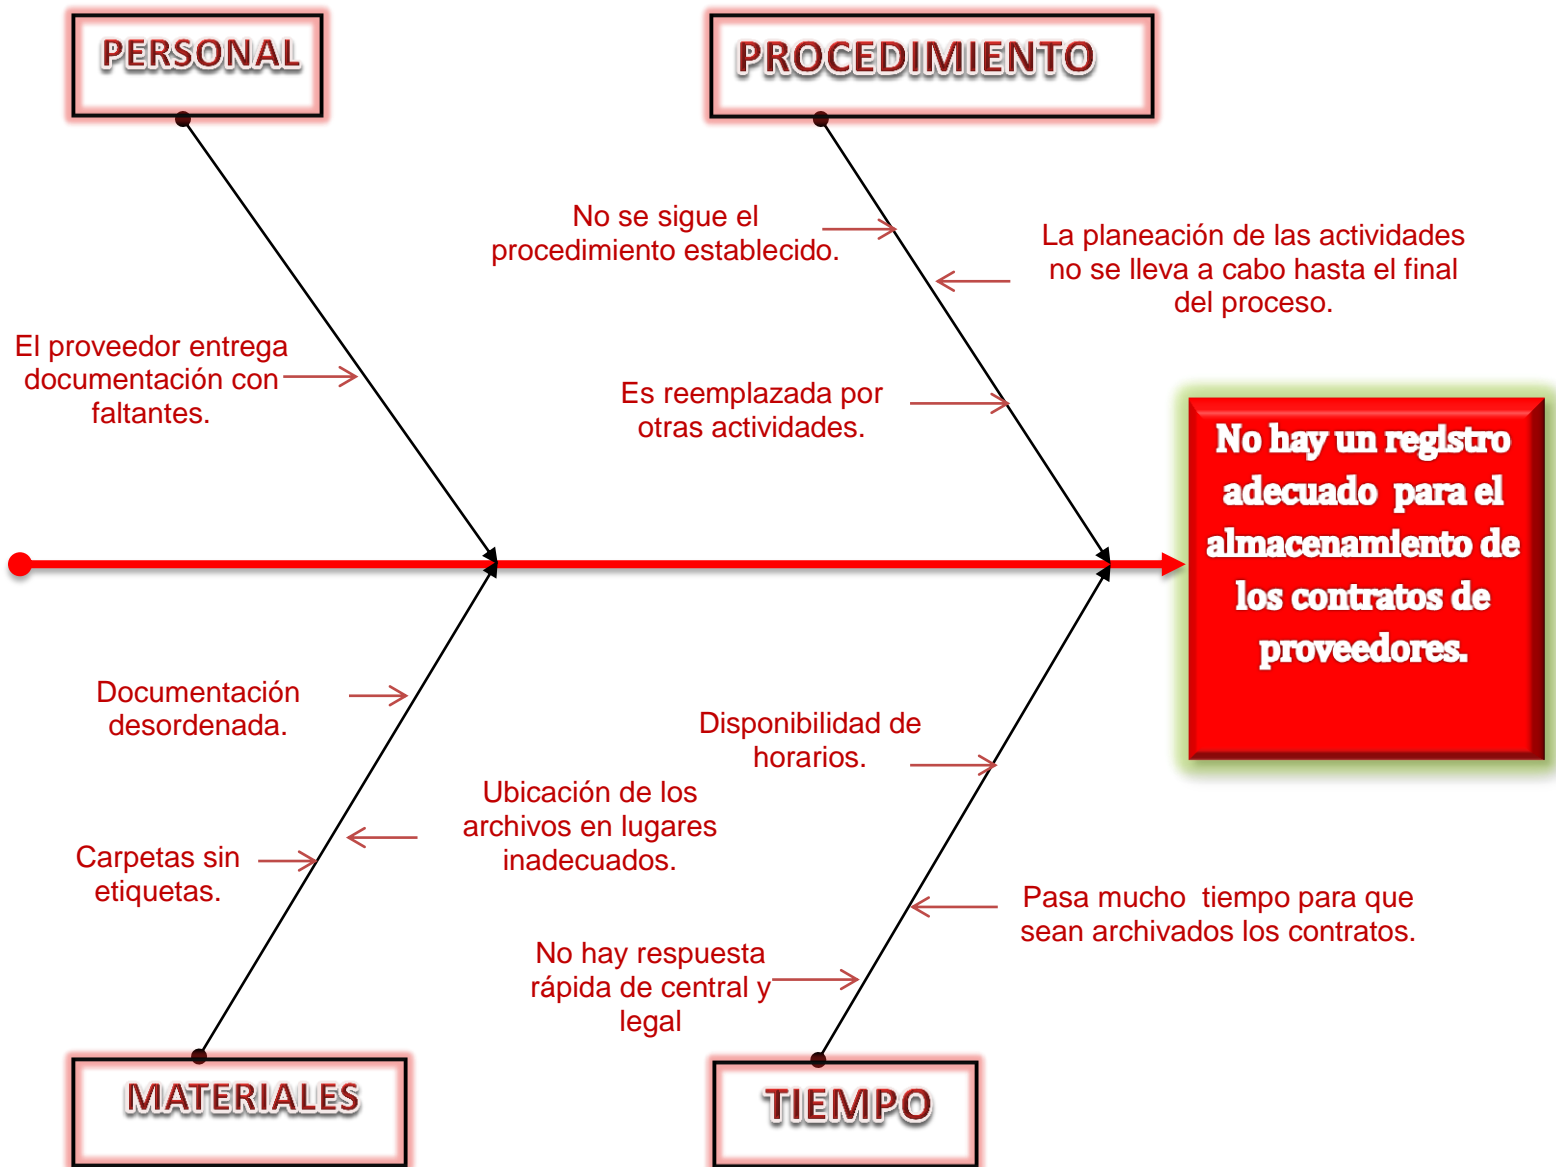 PERSONAL
PROCEDIMIENTO
No se sigue el
procedimiento establecido.
La planeación de las actividades
no se lleva a cabo hasta el final
del proceso.
El proveedor entrega
documentación con
faltantes.
Es reemplazada por
otras actividades.
No hay un registro
adecuado para el
almacenamiento de
los contratos de
proveedores.
Documentación
desordenada.
Disponibilidad de
horarios.
Ubicación de los
archivos en lugares
inadecuados.
Carpetas sin
etiquetas.
Pasa mucho tiempo para que
sean archivados los contratos.
No hay respuesta
rápida de central y
legal
MATERIALES
TIEMPO